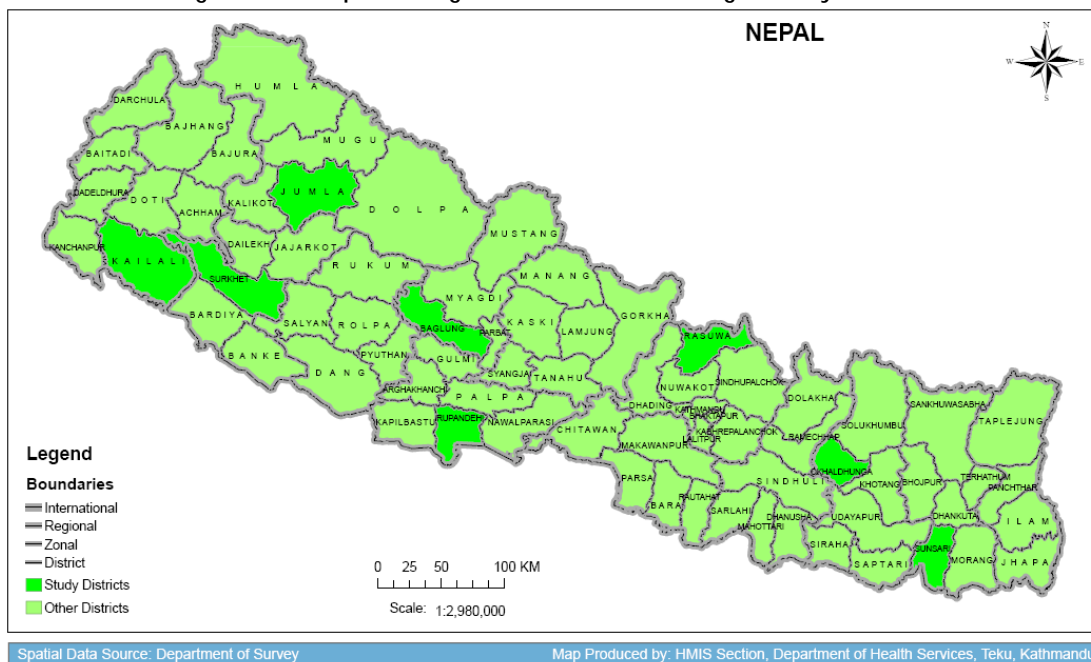 NEPAL
N
W E
S
HUMLA
DARCHULA
BAJHANG
MUGU
BAITADI
BAJURA
JUMLA
DADELDHURA
DOTI
KALIKOT
ACHHAM
DOLPA
MUSTANG
KANCHANPUR
DAILEKH
JAJARKOT
KAILALI
RUKUM
SURKHET
MANANG
MYAGDI
BARDIYA
SALYAN
ROLPA
BAGLUNG
PARBAT
KASKI
LAMJUNG
GORKHA
RASUWA
BANKE
PYUTHAN
GULMI
DANG
SYANGJA
TANAHU
NUWAKOT
SINDHUPALCHOK
ARGHAKHANCHI
PALPA
DHADING
KATHMANDU
BHAKTAPUR
DOLAKHA
SANKHUWASABHA
TAPLEJUNG
KAPILBASTU
RUPANDEHI
NAWALPARASI
CHITAWAN
KABHREPALANCHOK
LALITPUR
RAMECHHAP
SOLUKHUMBU
MAKAWANPUR
OKHALDHUNGA
PARSA
BARA
RAUTAHAT
SARLAHI
SINDHULI
KHOTANG
BHOJPUR
TERHATHUM
PANCHTHAR
MAHOTTARI
DHANUSHA
SIRAHA
UDAYAPUR
DHANKUTA
ILAM
SAPTARI
SUNSARI
MORANG
JHAPA
Legend
Boundaries
International
Regional
Zonal
District
Study Districts
Other Districts
0 25 50 100 KM
Scale: 1:2,980,000
Spatial Data Source: Department of Survey
Map Produced by: HMIS Section, Department of Health Services, Teku, Kathmandu